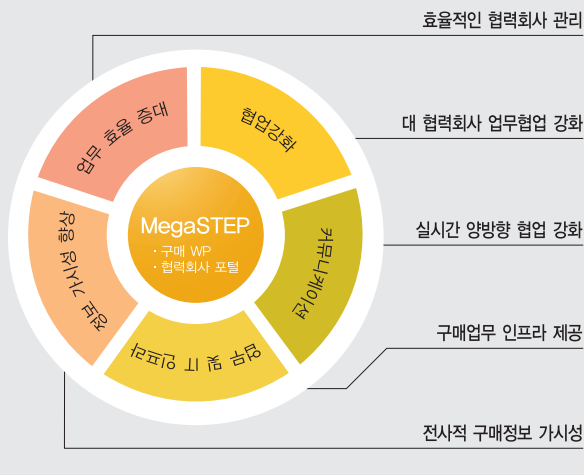 효율적인 협력회사 관리
업무 효율 증대
협업강화
대 협력회사 업무협업 강화
MegaSTEP
· 구매 WP
· 협력회사 포털
정보 가시성 향상
커뮤니케이션
실시간 양방향 협업 강화
업무 및 IT 인프라
구매업무 인프라 제공
전사적 구매정보 가시성